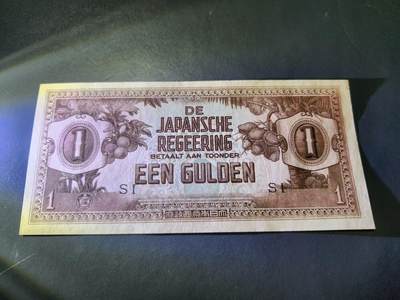 DE
JAPANSCHE
REGEERING
BETAALT AAN TOONDER
1 1
EEN GULDEN
SI SI
1 1